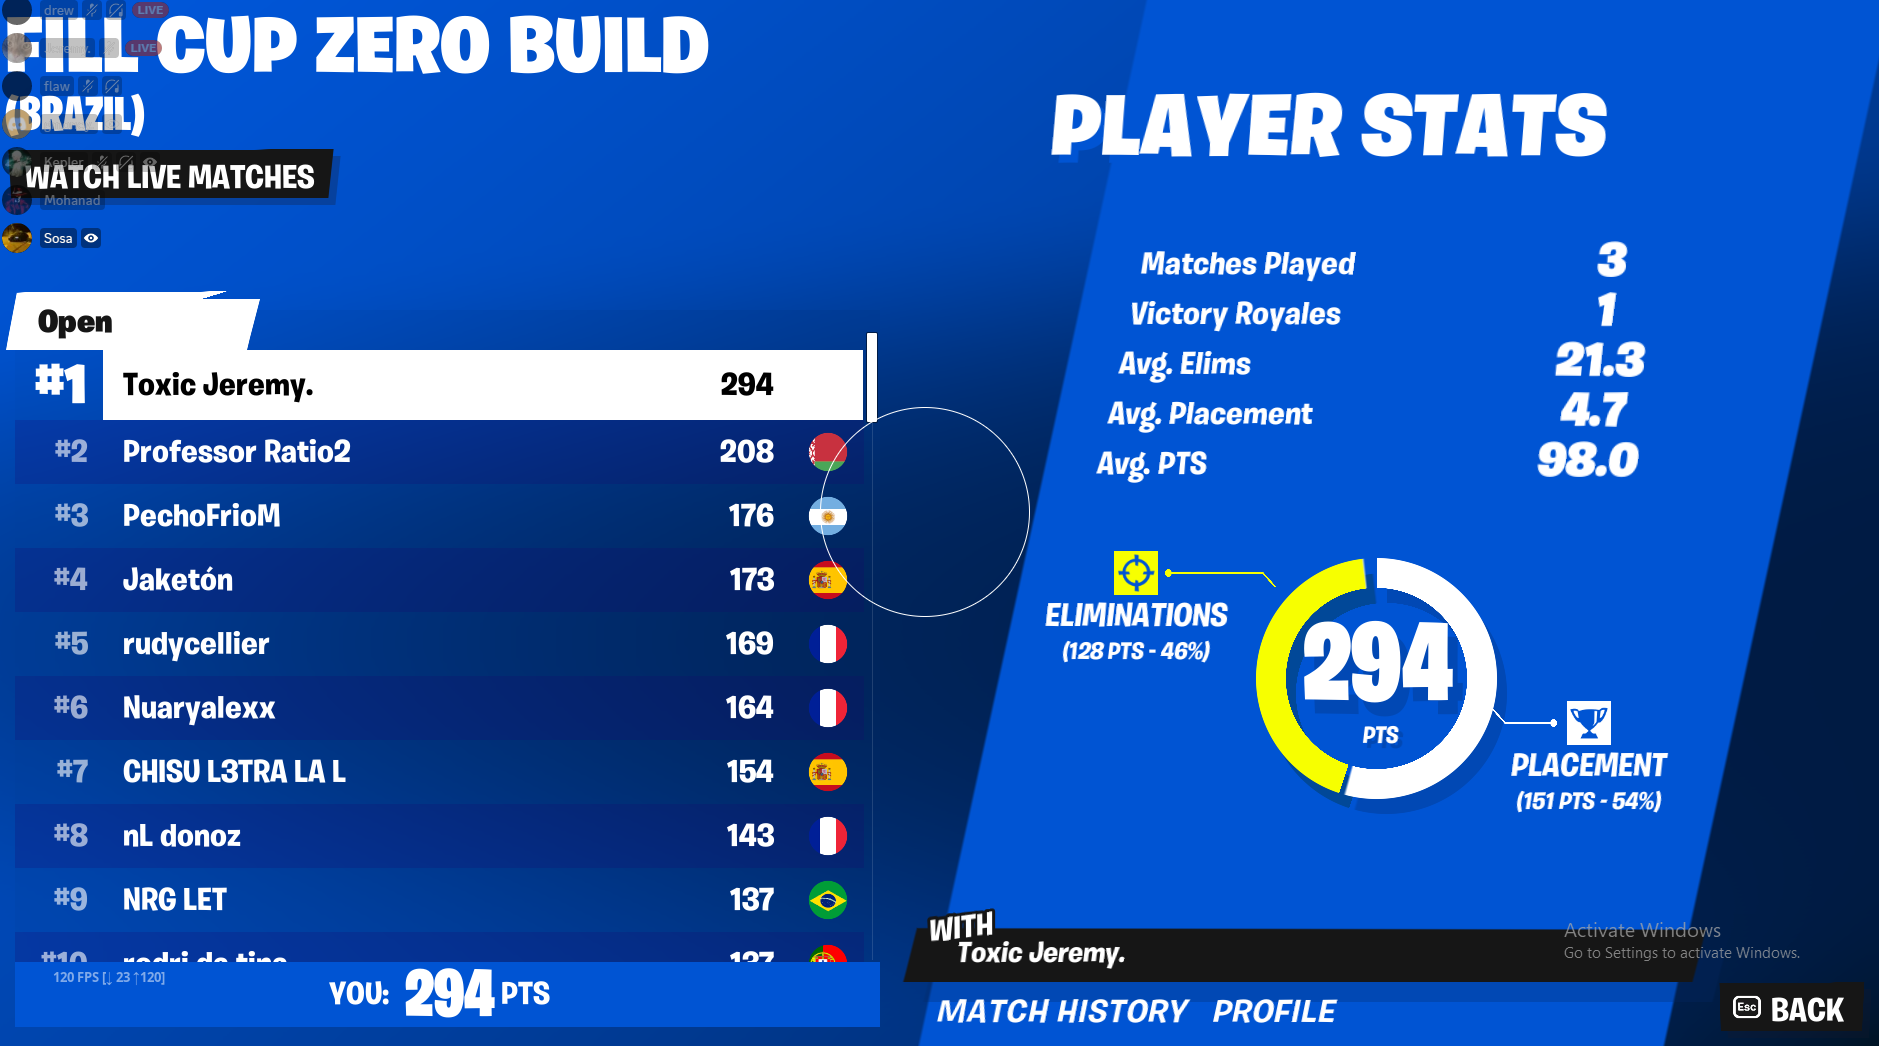 drew LIVE
LIVE
FILL CUP ZERO BUILD
flaw
(BRAZIL)
Kepler
WATCH LIVE MATCHES
Mohanad
Sosa
Open
#1 Toxic Jeremy. 294
#2 Professor Ratio2 208
#3 PechoFrioM 176
#4 Jaketón 173
#5 rudycellier 169
#6 Nuaryalexx 164
#7 CHISU L3TRA LA L 154
#8 nL donoz 143
#9 NRG LET 137
#10 137
120 FPS [↓ 23 ↑120]
YOU: 294 PTS
PLAYER STATS
Matches Played 3
Victory Royales 1
Avg. Elims 21.3
Avg. Placement 4.7
Avg. PTS 98.0
ELIMINATIONS
(128 PTS - 46%)
294
PTS
PLACEMENT
(151 PTS - 54%)
WITH
Toxic Jeremy.
Activate Windows
Go to Settings to activate Windows.
MATCH HISTORY PROFILE
Esc BACK